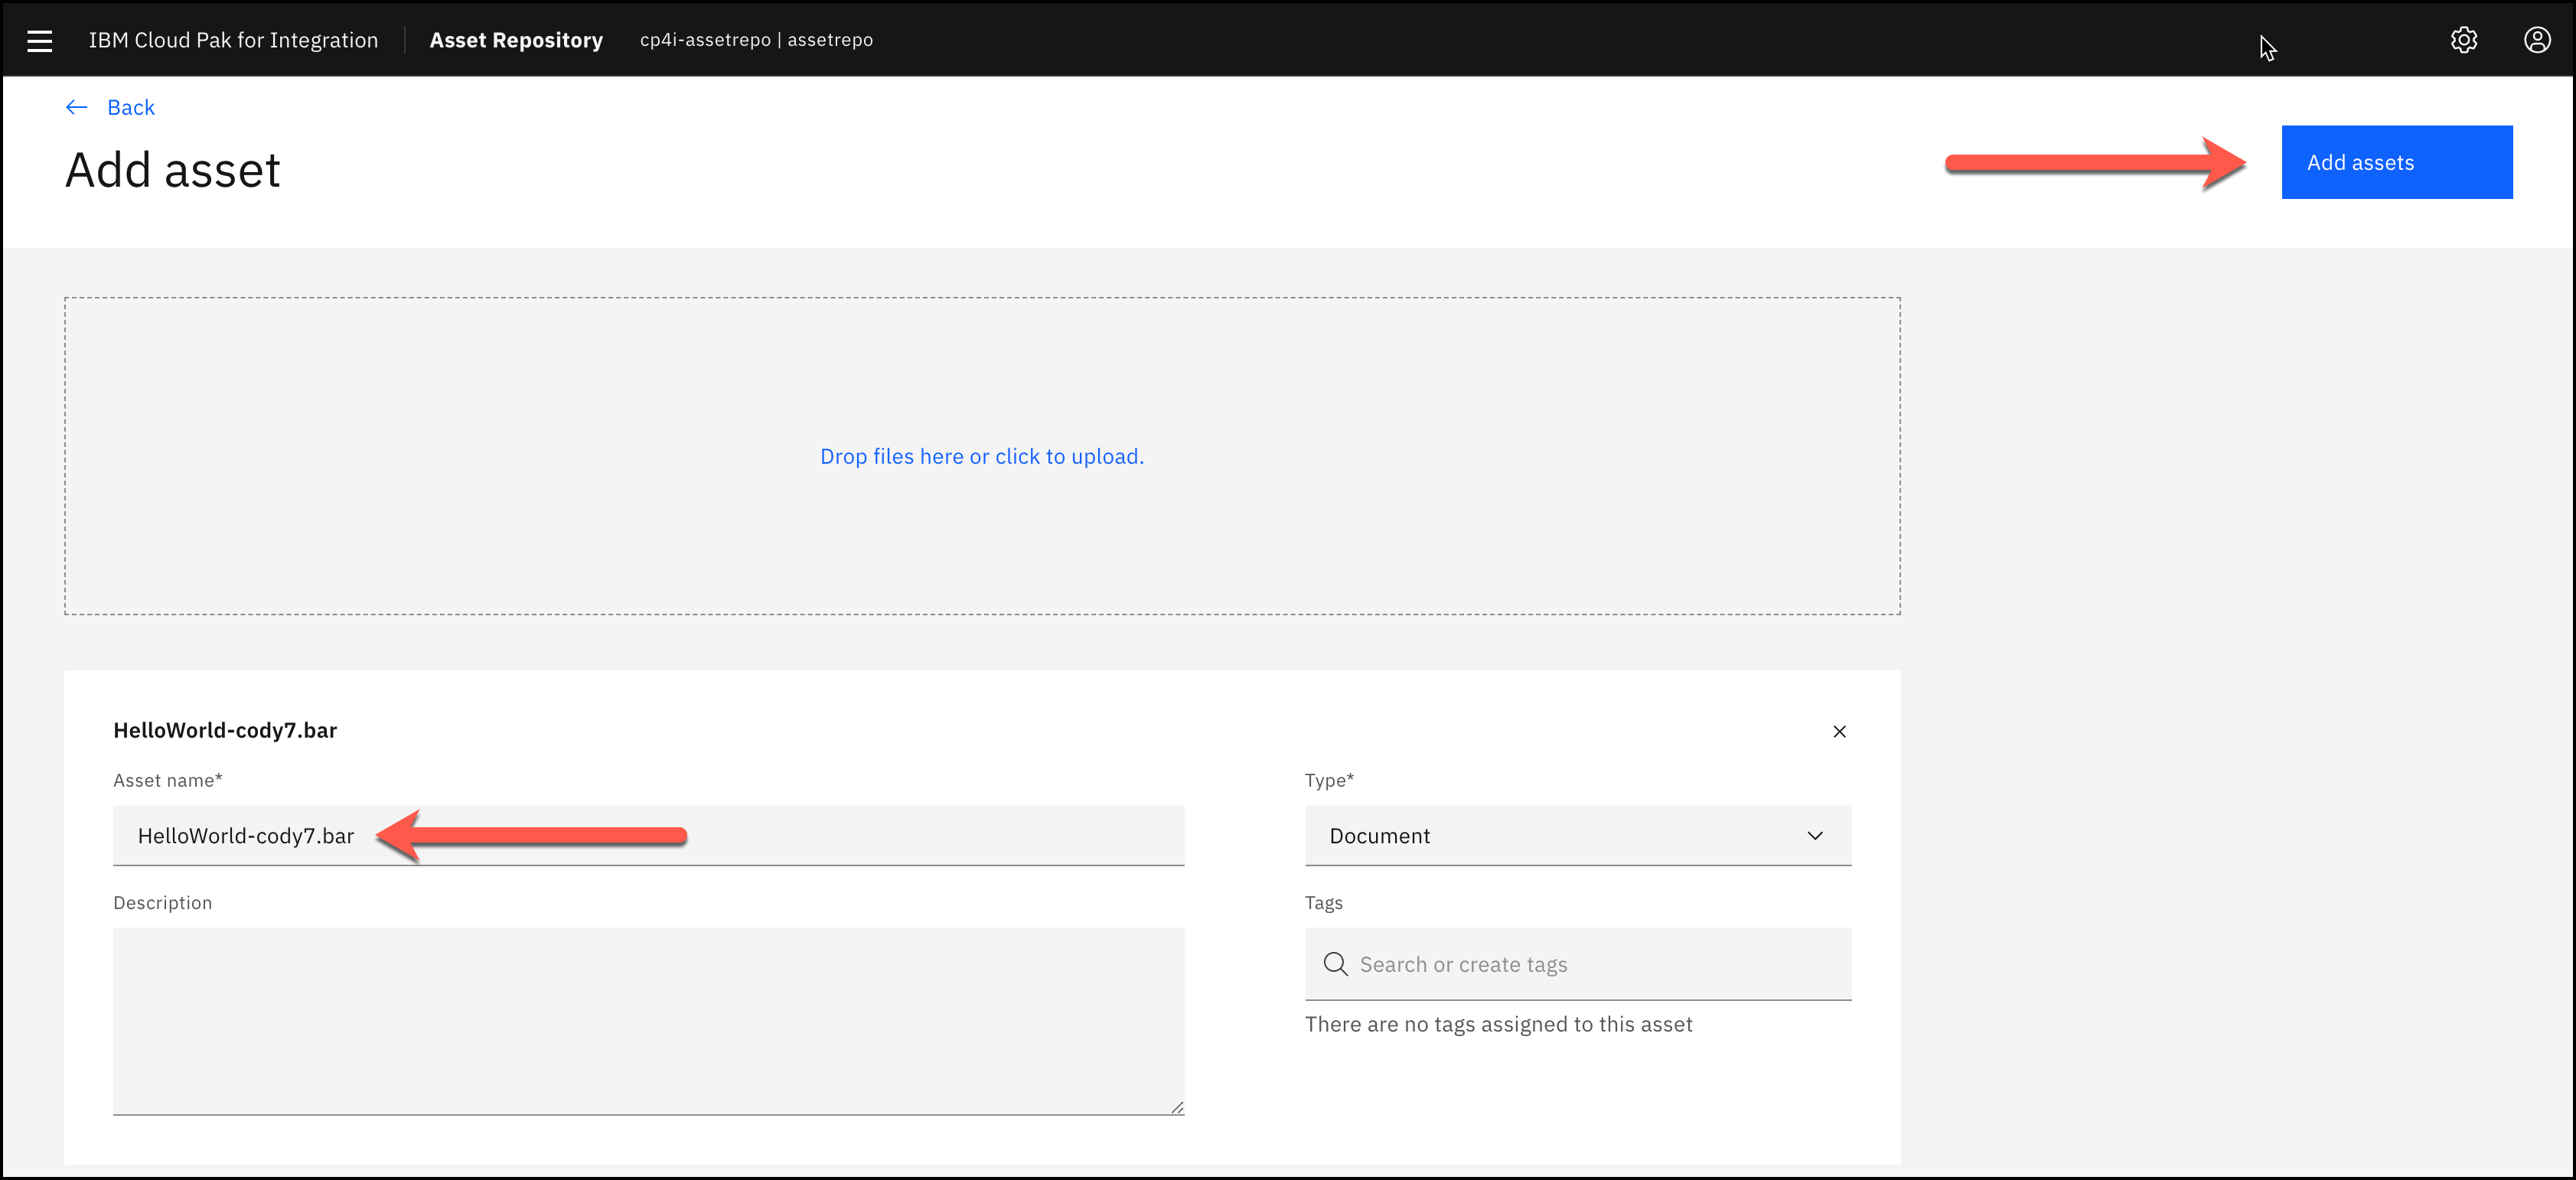 IBM Cloud Pak for Integration Asset Repository cp4i-assetrepo | assetrepo
Back
Add asset
Add assets
Drop files here or click to upload.
HelloWorld-cody7.bar
Asset name*
Type*
HelloWorld-cody7.bar
Document
Description
Tags
Search or create tags
There are no tags assigned to this asset